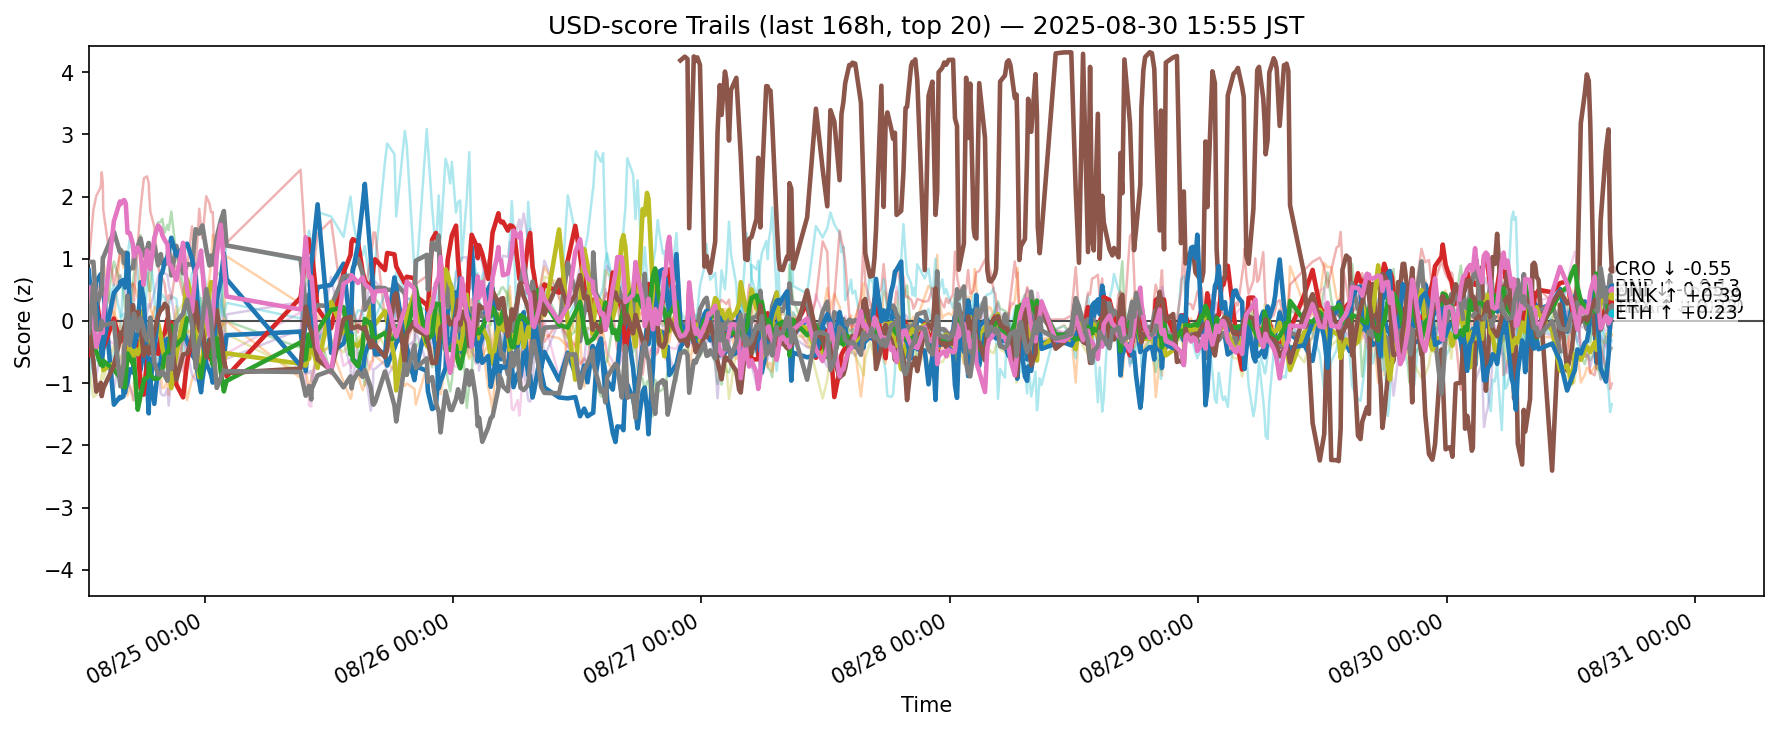 USD-score Trails (last 168h, top 20) — 2025-08-30 15:55 JST
Score (z)
4
3
2
1
0
−1
−2
−3
−4
CRO ↓ -0.55
LINK ↑ +0.39
ETH ↑ +0.23
08/25 00:00
08/26 00:00
08/27 00:00
08/28 00:00
08/29 00:00
08/30 00:00
08/31 00:00
Time